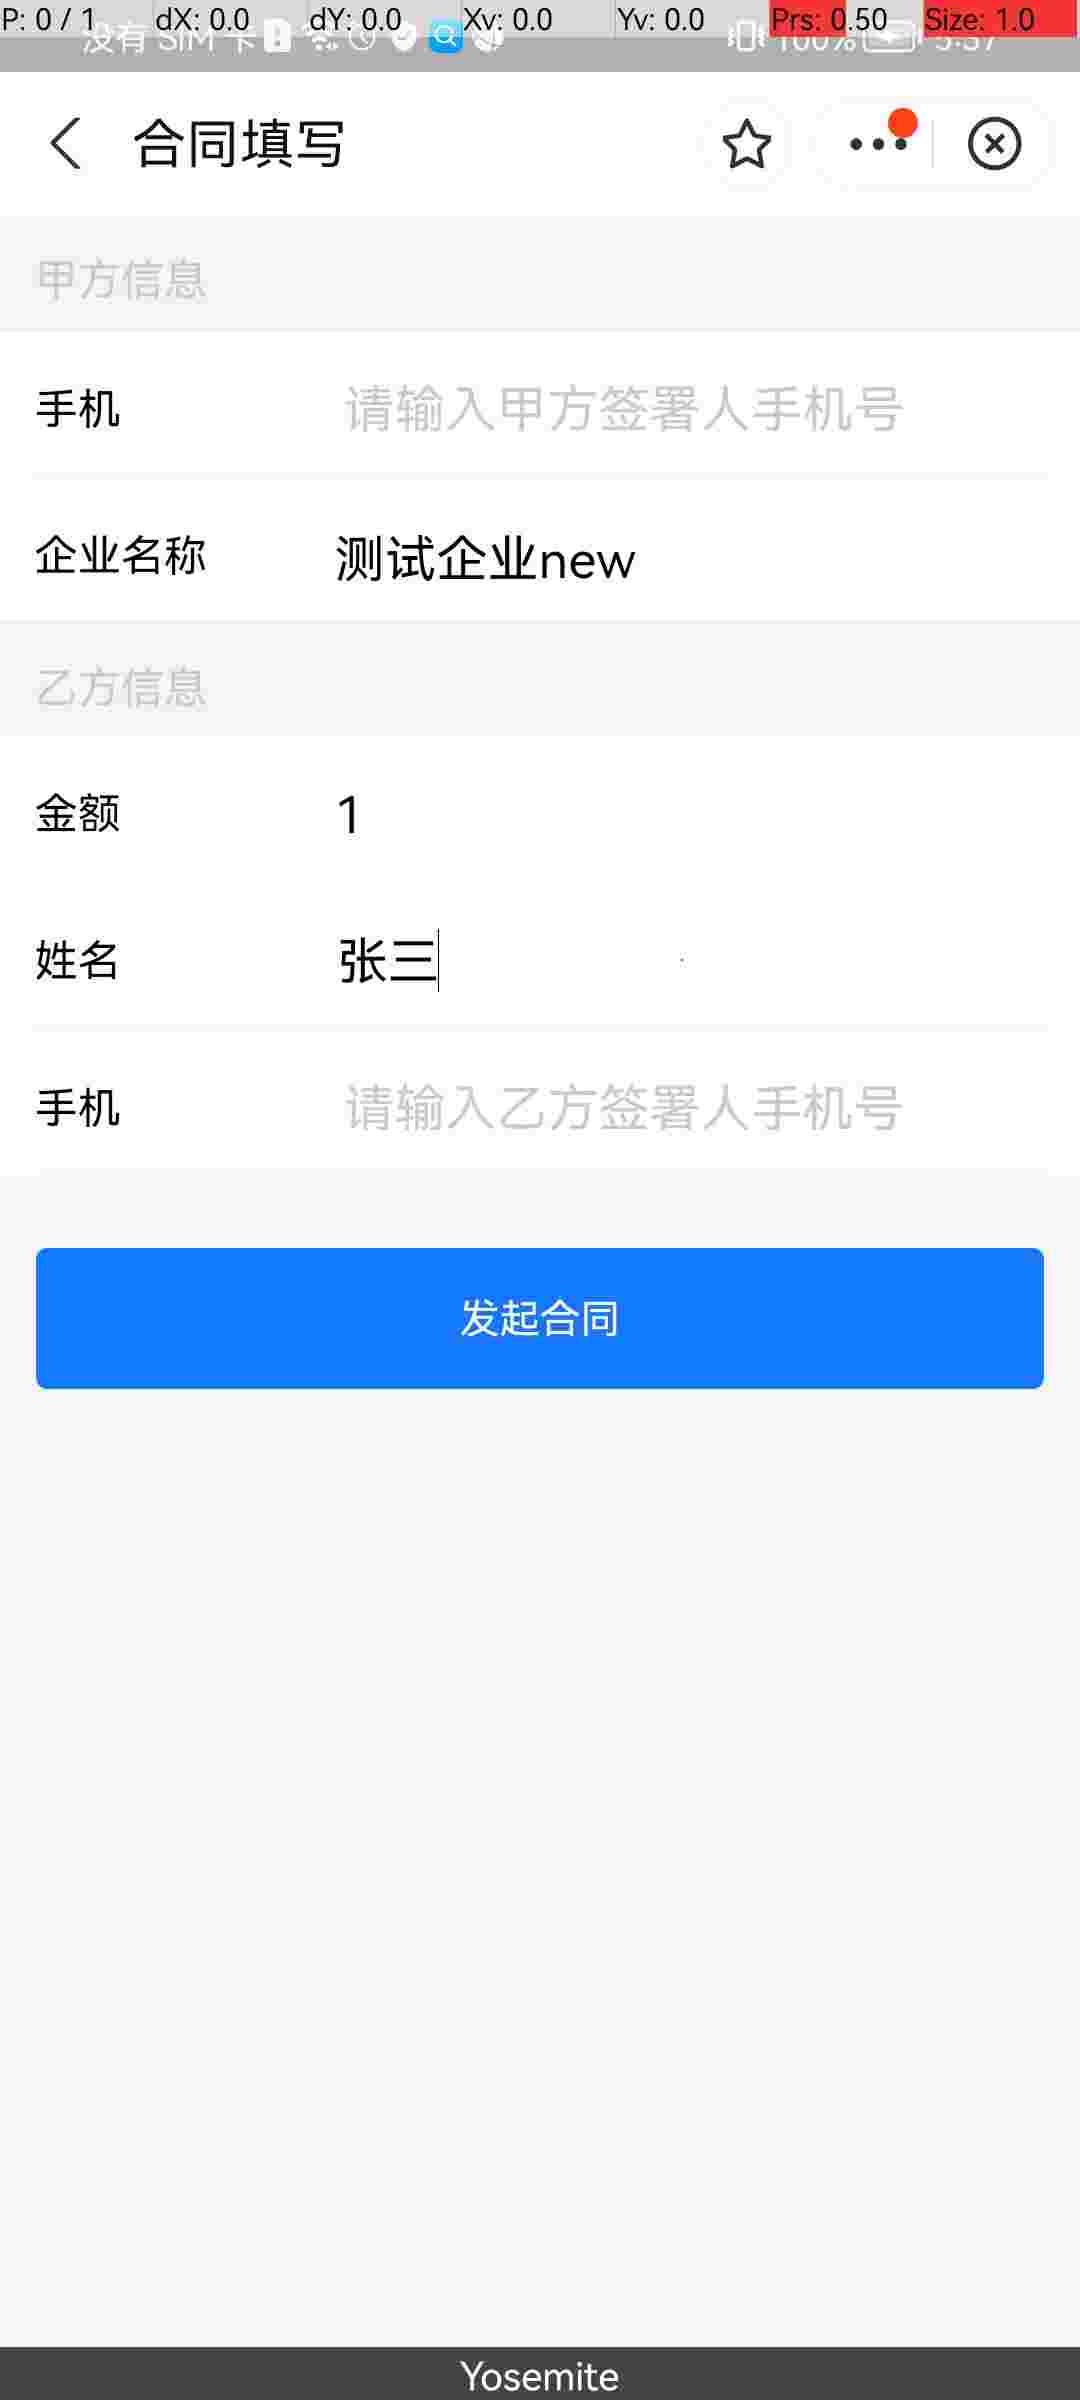 P: 0 / 1 dX: 0.0 dY: 0.0 Xv: 0.0 Yv: 0.0 Prs: 0.50 Size: 1.0
没有 SIM 卡 100% 5:37
合同填写
甲方信息
手机 请输入甲方签署人手机号
企业名称 测试企业new
乙方信息
金额 1
姓名 张三
手机 请输入乙方签署人手机号
发起合同
Yosemite